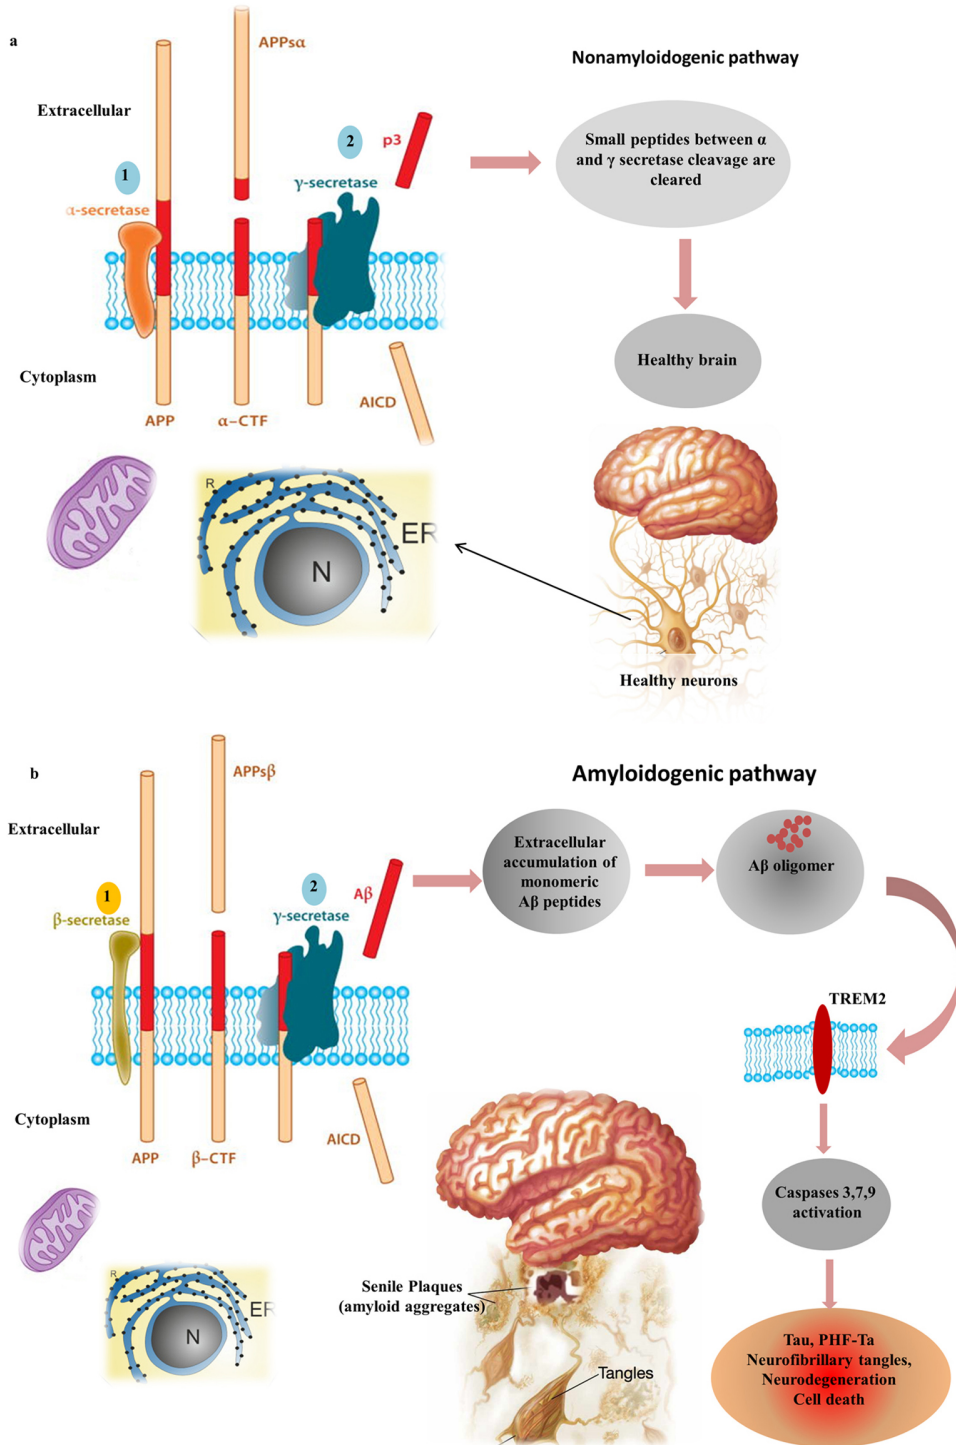 a
APPsα
Nonamyloidogenic pathway
Extracellular
2
p3
Small peptides between α
and γ secretase cleavage are
cleared
1
γ-secretase
α-secretase
Healthy brain
Cytoplasm
AICD
APP
α–CTF
R
ER
N
Healthy neurons
b
APPsβ
Amyloidogenic pathway
Extracellular
Extracellular
accumulation of
monomeric
Aβ peptides
Aβ oligomer
1
2
Aβ
β-secretase
γ-secretase
TREM2
Cytoplasm
AICD
APP
β–CTF
Caspases 3,7,9
activation
R
ER
N
Senile Plaques
(amyloid aggregates)
Tangles
Tau, PHF-Ta
Neurofibrillary tangles,
Neurodegeneration
Cell death